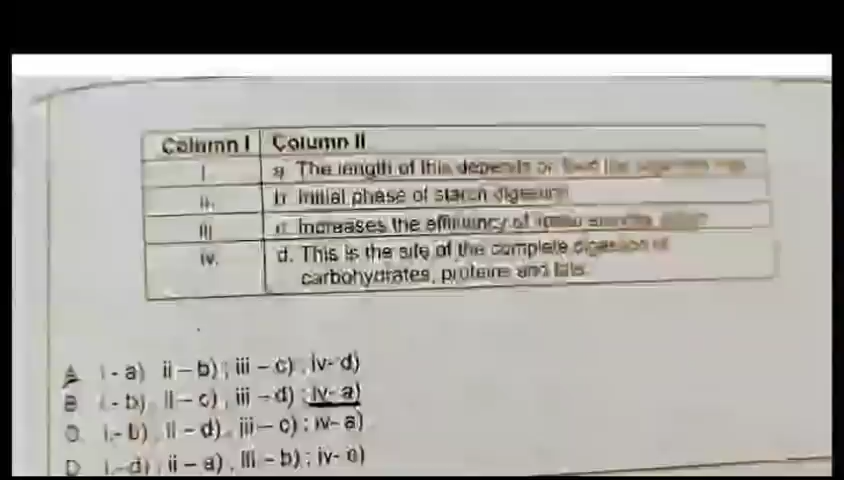 Column I Column II
i. a. The length of this depends on
ii. b. Initial phase of starch digestion
iii. c. Increases the efficiency of
iv. d. This is the site of the complete digestion of
carbohydrates, proteins and fats.
A. i - a) ii – b) ; iii – c) , iv- d)
B i - b) , ii – c) , iii – d) ; iv- a)
C. i - b) , ii – d) , iii – c) ; iv- a)
D i - d) ii – a) , iii – b) ; iv- c)